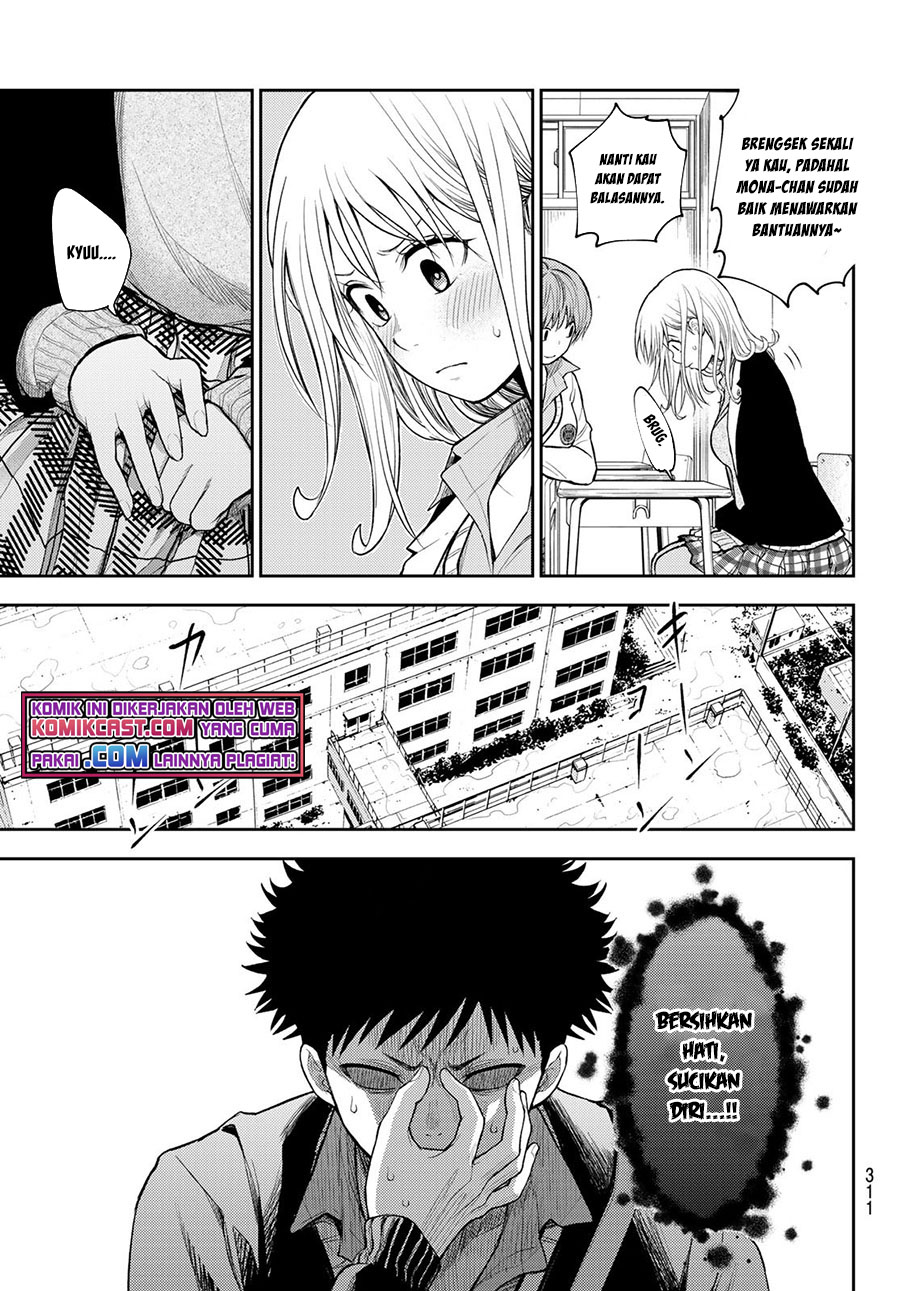 BRENGSEK SEKALI
YA KAU, PADAHAL
MONA-CHAN SUDAH
BAIK MENAWARKAN
BANTUANNYA~
NANTI KAU
AKAN DAPAT
BALASANNYA.
BRUG.
KYUU....
カ
キ
KOMIK INI DIKERJAKAN OLEH WEB
KOMIKCAST.COM YANG CUMA
PAKAI .COM LAINNYA PLAGIAT!
BERSIHKAN
HATI,
SUCIKAN
DIRI...!!
311